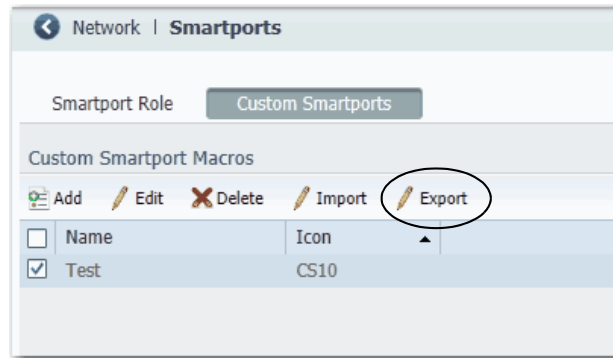 Network | Smartports
Smartport Role Custom Smartports
Custom Smartport Macros
Add Edit Delete Import Export
Name Icon
Test CS10